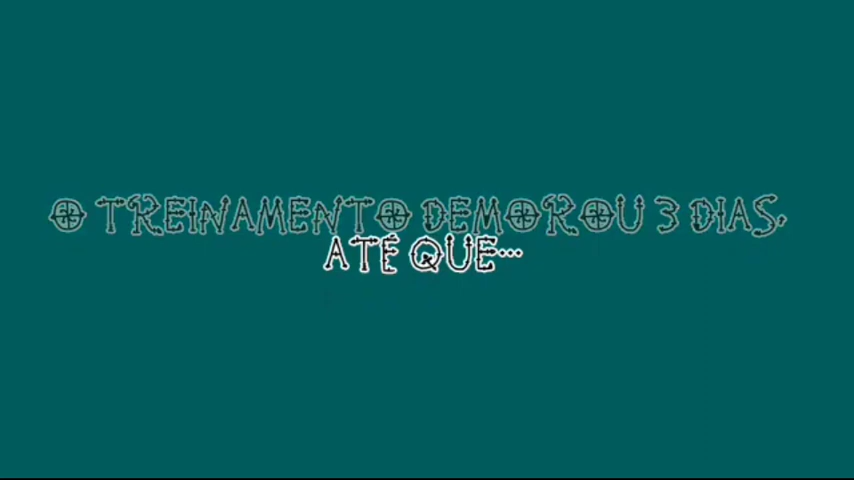 O TREINAMENTO DEMOROU 3 DIAS,
ATÉ QUE...